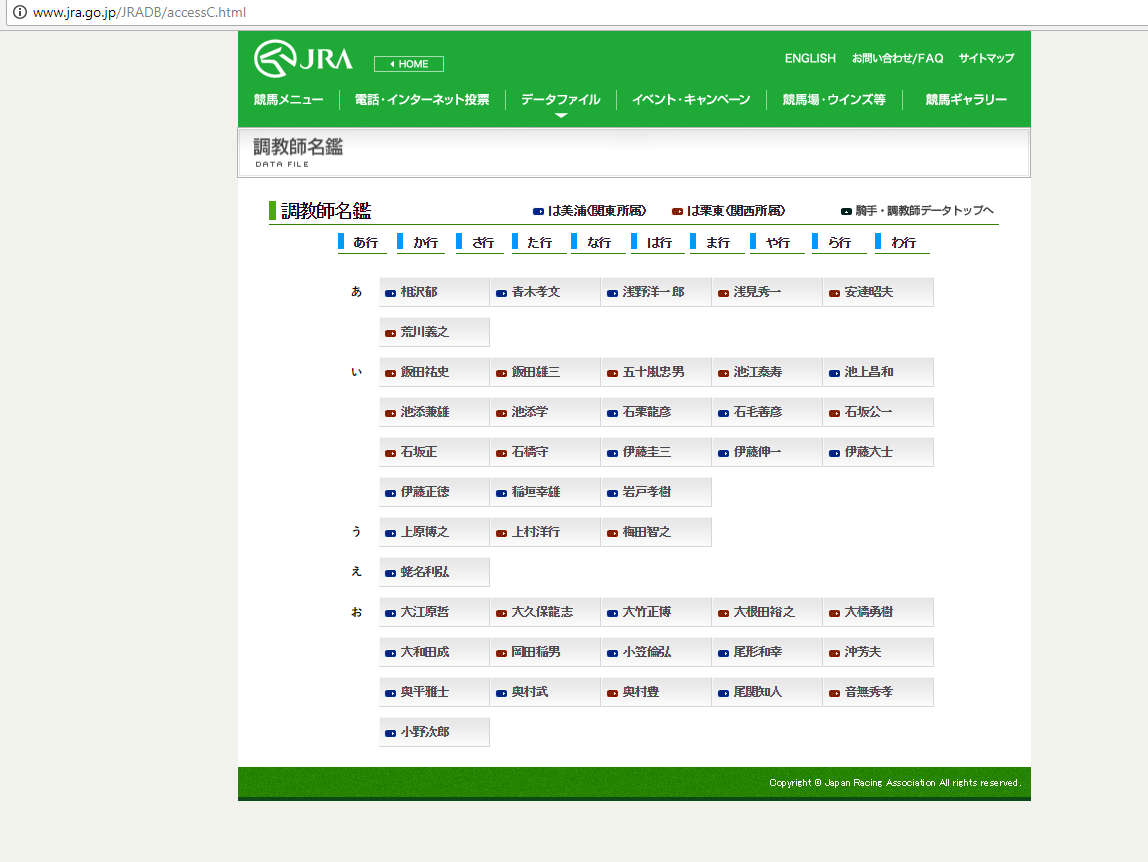 www.jra.go.jp/JRADB/accessC.html
JRA HOME ENGLISH お問い合わせ/FAQ サイトマップ
競馬メニュー 電話・インターネット投票 データファイル イベント・キャンペーン 競馬場・ウインズ等 競馬ギャラリー
調教師名鑑
DATA FILE
調教師名鑑 は美浦(関東所属) は栗東(関西所属) 騎手・調教師データトップへ
あ行 か行 さ行 た行 な行 は行 ま行 や行 ら行 わ行
あ 相沢郁 青木孝文 浅野洋一郎 浅見秀一 安達昭夫
荒川義之
い 飯田祐史 飯田雄三 五十嵐忠男 池江泰寿 池上昌和
池添兼雄 池添学 石栗龍彦 石毛善彦 石坂公一
石坂正 石橋守 伊藤圭三 伊藤伸一 伊藤大士
伊藤正徳 稲垣幸雄 岩戸孝樹
う 上原博之 上村洋行 梅田智之
え 蛯名利弘
お 大江原哲 大久保龍志 大竹正博 大根田裕之 大橋勇樹
大和田成 岡田稲男 小笠倫弘 尾形和幸 沖芳夫
奥平雅士 奥村武 奥村豊 尾関知人 音無秀孝
小野次郎
Copyright © Japan Racing Association All rights reserved.